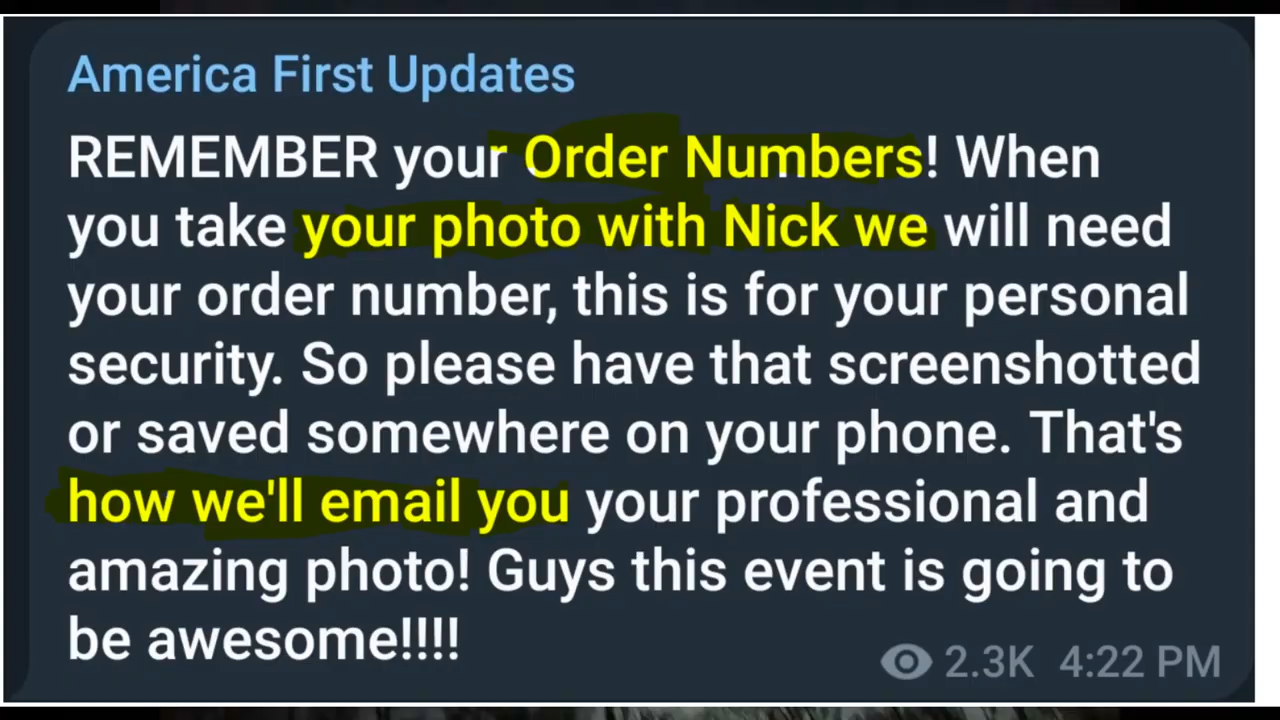 America First Updates
REMEMBER your Order Numbers! When
you take your photo with Nick we will need
your order number, this is for your personal
security. So please have that screenshotted
or saved somewhere on your phone. That's
how we'll email you your professional and
amazing photo! Guys this event is going to
be awesome!!!!
2.3K 4:22 PM